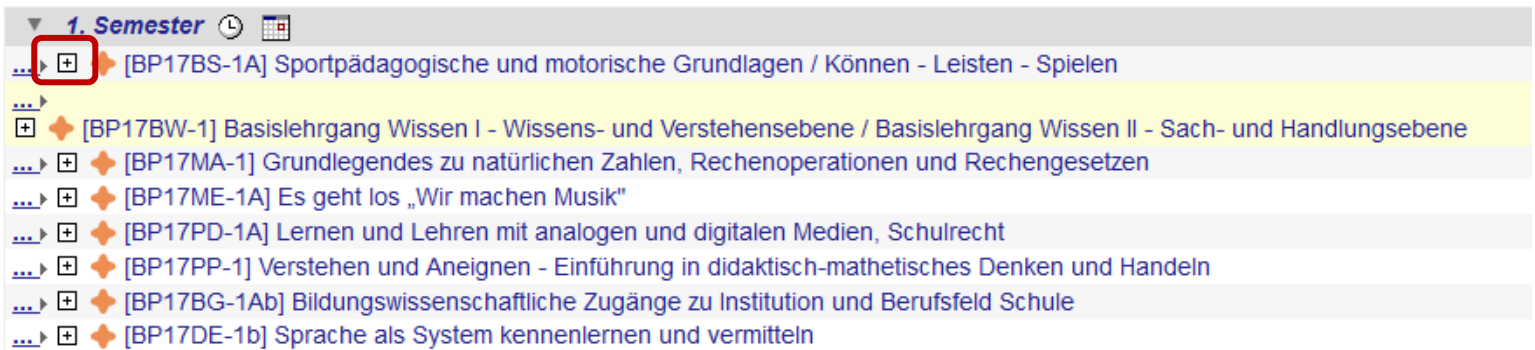 1. Semester
... [BP17BS-1A] Sportpädagogische und motorische Grundlagen / Können - Leisten - Spielen
...
[BP17BW-1] Basislehrgang Wissen I - Wissens- und Verstehensebene / Basislehrgang Wissen II - Sach- und Handlungsebene
... [BP17MA-1] Grundlegendes zu natürlichen Zahlen, Rechenoperationen und Rechengesetzen
... [BP17ME-1A] Es geht los „Wir machen Musik"
... [BP17PD-1A] Lernen und Lehren mit analogen und digitalen Medien, Schulrecht
... [BP17PP-1] Verstehen und Aneignen - Einführung in didaktisch-mathetisches Denken und Handeln
... [BP17BG-1Ab] Bildungswissenschaftliche Zugänge zu Institution und Berufsfeld Schule
... [BP17DE-1b] Sprache als System kennenlernen und vermitteln